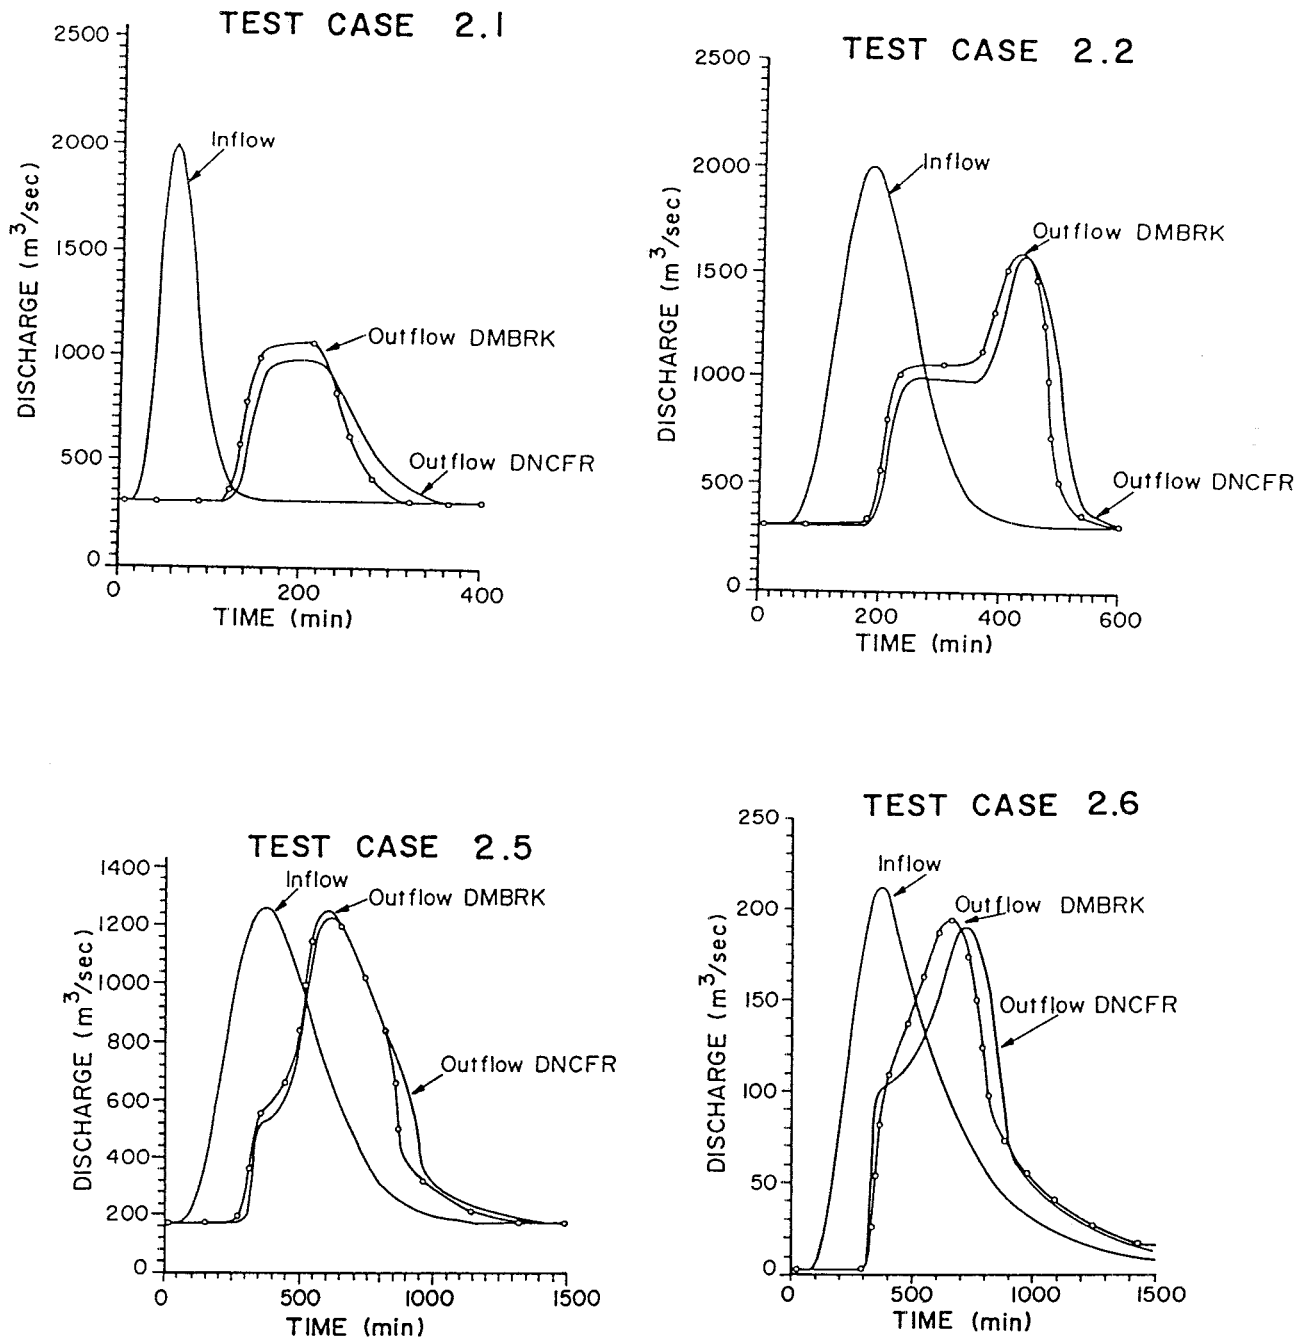 TEST CASE 2.1
2500
2000
1500
1000
500
0
DISCHARGE (m³/sec)
Inflow
Outflow DMBRK
Outflow DNCFR
0 200 400
TIME (min)
TEST CASE 2.2
2500
2000
1500
1000
500
0
DISCHARGE (m³/sec)
Inflow
Outflow DMBRK
Outflow DNCFR
0 200 400 600
TIME (min)
TEST CASE 2.5
1400
1200
1000
800
600
400
200
0
DISCHARGE (m³/sec)
Inflow
Outflow DMBRK
Outflow DNCFR
500 1000 1500
TIME (min)
TEST CASE 2.6
250
200
150
100
50
0
DISCHARGE (m³/sec)
Inflow
Outflow DMBRK
Outflow DNCFR
0 500 1000 1500
TIME (min)